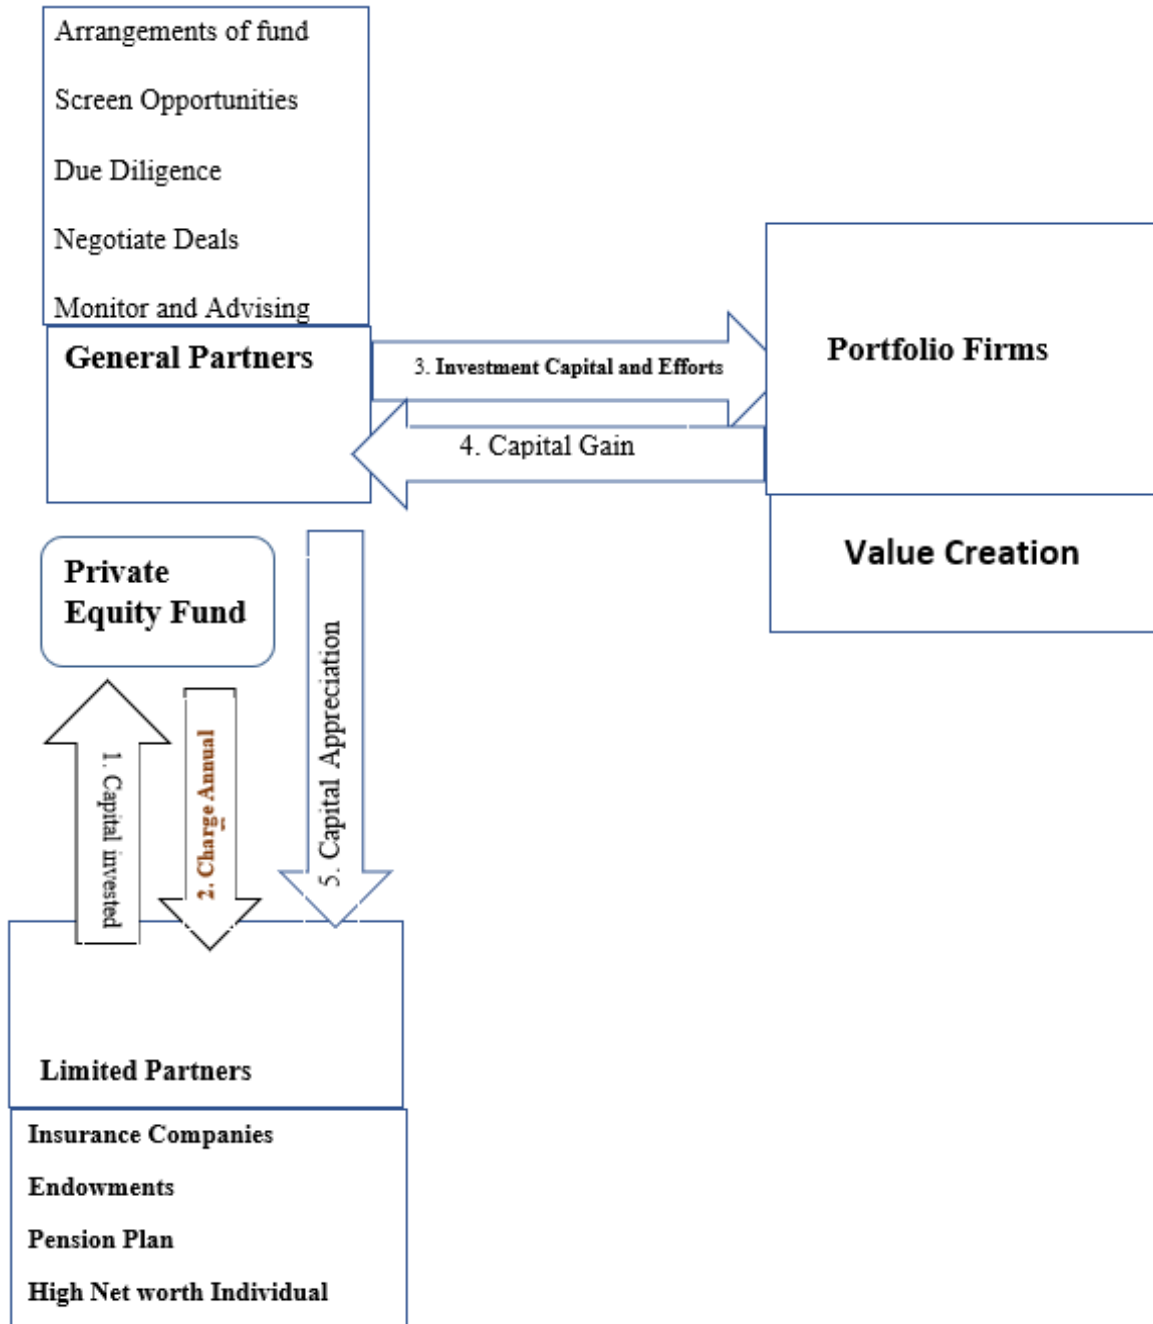 Arrangements of fund
Screen Opportunities
Due Diligence
Negotiate Deals
Monitor and Advising
General Partners
3. Investment Capital and Efforts
Portfolio Firms
4. Capital Gain
Value Creation
Private
Equity Fund
1. Capital invested
2. Charge Annual
5. Capital Appreciation
Limited Partners
Insurance Companies
Endowments
Pension Plan
High Net worth Individual